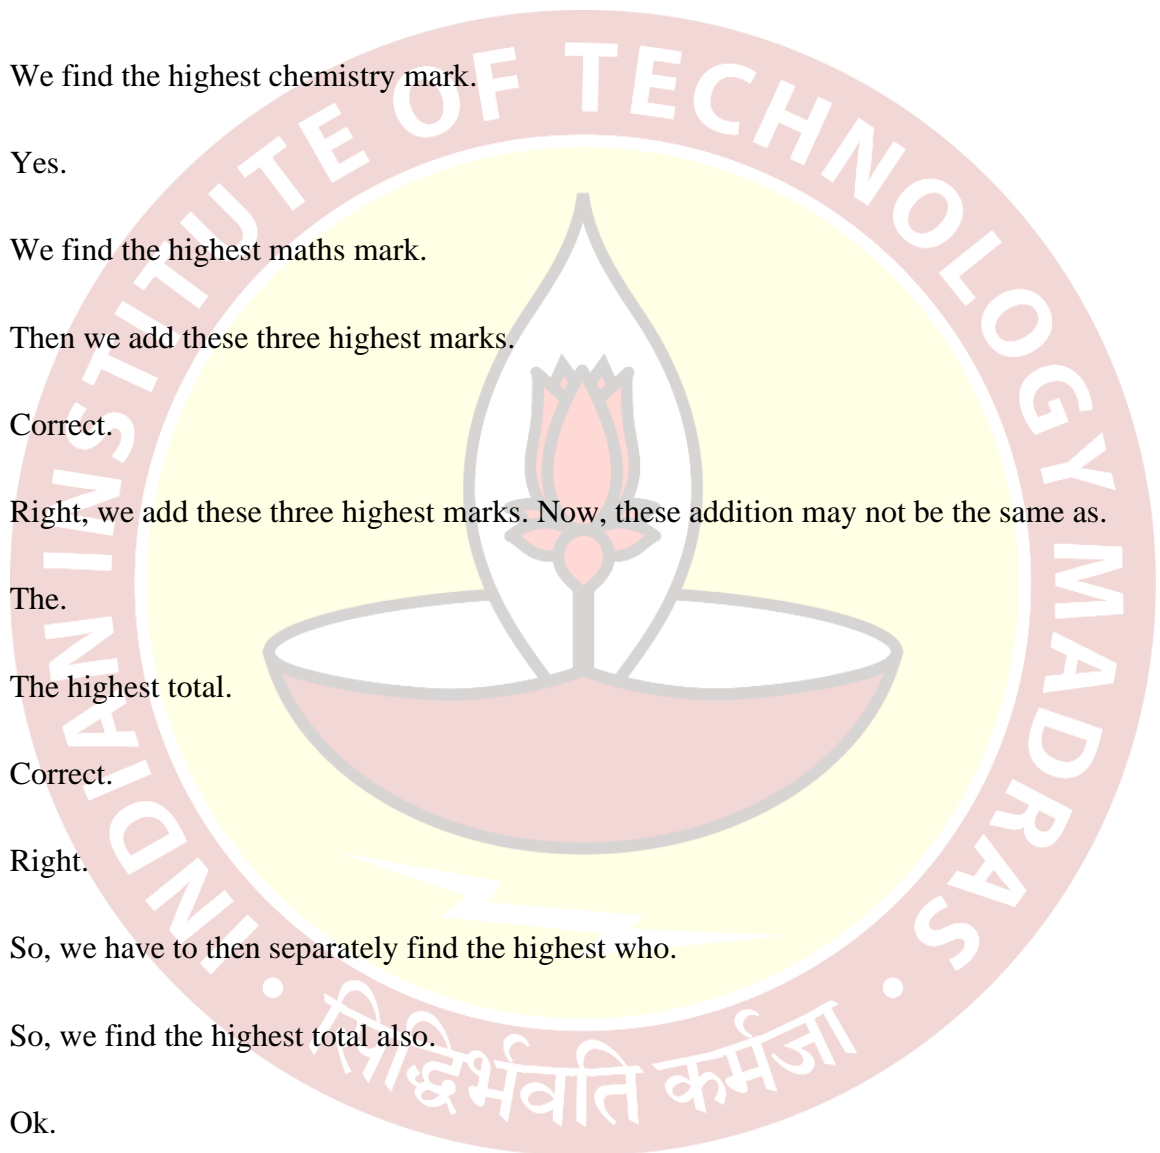 We find the highest chemistry mark.
Yes.
We find the highest maths mark.
Then we add these three highest marks.
Correct.
Right, we add these three highest marks. Now, these addition may not be the same as.
The.
The highest total.
Correct.
Right.
So, we have to then separately find the highest who.
So, we find the highest total also.
Ok.
INDIAN INSTITUTE OF TECHNOLOGY MADRAS
सिद्धिर्भवति कर्मजा